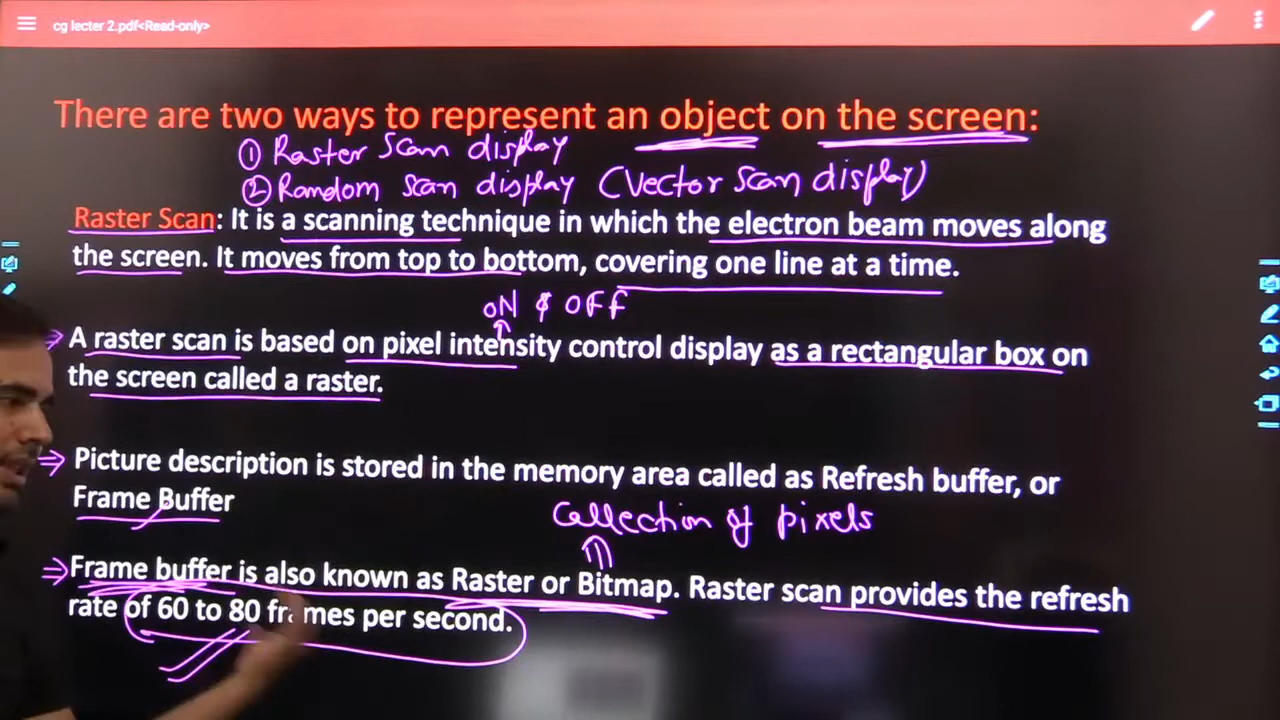 cg lecter 2.pdf<Read-only>
There are two ways to represent an object on the screen:
① Raster Scan display
② Random scan display (Vector scan display)
Raster Scan: It is a scanning technique in which the electron beam moves along
the screen. It moves from top to bottom, covering one line at a time.
ON & OFF
⇒ A raster scan is based on pixel intensity control display as a rectangular box on
the screen called a raster.
⇒ Picture description is stored in the memory area called as Refresh buffer, or
Frame Buffer
Collection of pixels
⇒ Frame buffer is also known as Raster or Bitmap. Raster scan provides the refresh
rate of 60 to 80 frames per second.